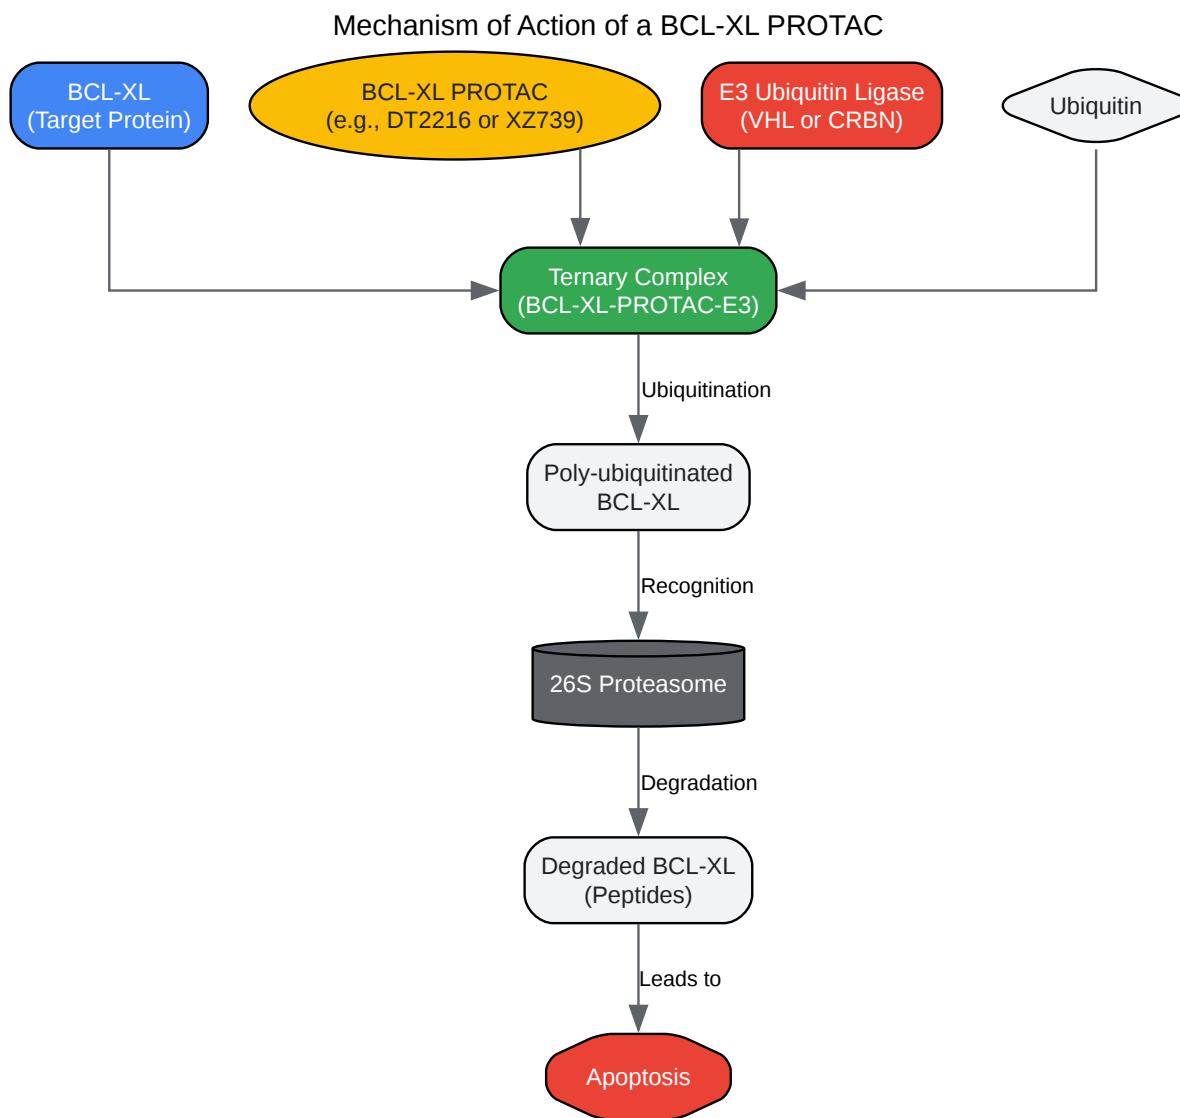 Mechanism of Action of a BCL-XL PROTAC
BCL-XL
(Target Protein)
BCL-XL PROTAC
(e.g., DT2216 or XZ739)
E3 Ubiquitin Ligase
(VHL or CRBN)
Ubiquitin
Ternary Complex
(BCL-XL-PROTAC-E3)
Ubiquitination
Poly-ubiquitinated
BCL-XL
Recognition
26S Proteasome
Degradation
Degraded BCL-XL
(Peptides)
Leads to
Apoptosis